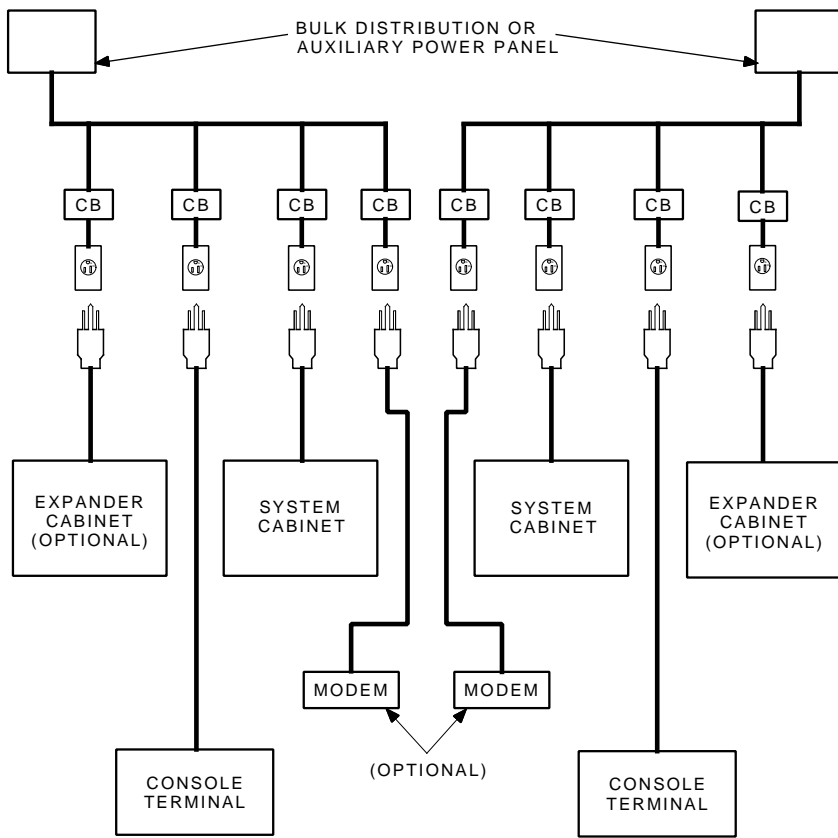 BULK DISTRIBUTION OR
AUXILIARY POWER PANEL
CB
CB
CB
CB
CB
CB
CB
CB
EXPANDER
CABINET
(OPTIONAL)
SYSTEM
CABINET
SYSTEM
CABINET
EXPANDER
CABINET
(OPTIONAL)
MODEM
MODEM
(OPTIONAL)
CONSOLE
TERMINAL
CONSOLE
TERMINAL